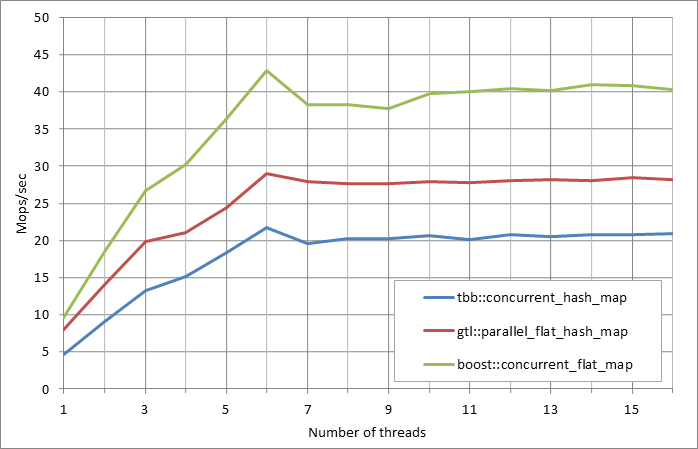 50
45
40
35
30
25
20
15
10
5
0
Mops/sec
tbb::concurrent_hash_map
gtl::parallel_flat_hash_map
boost::concurrent_flat_map
1 3 5 7 9 11 13 15
Number of threads